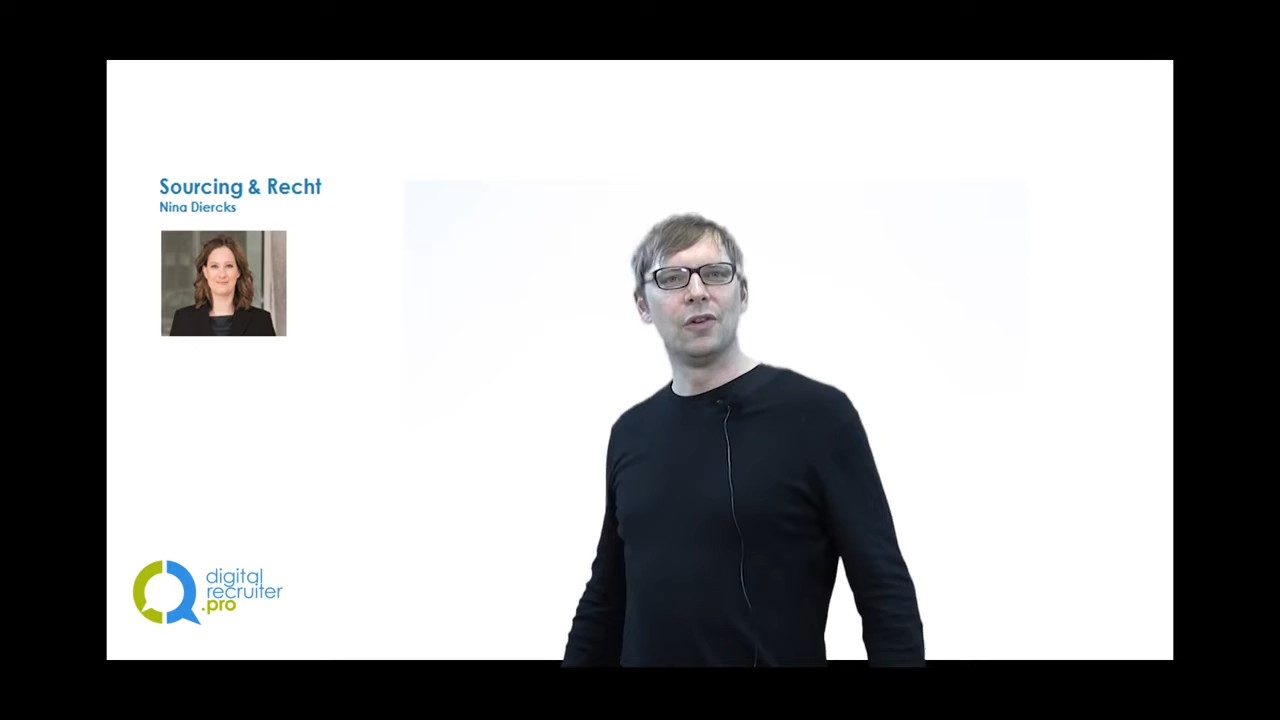 Sourcing & Recht
Nina Diercks
digital
recruiter
.pro